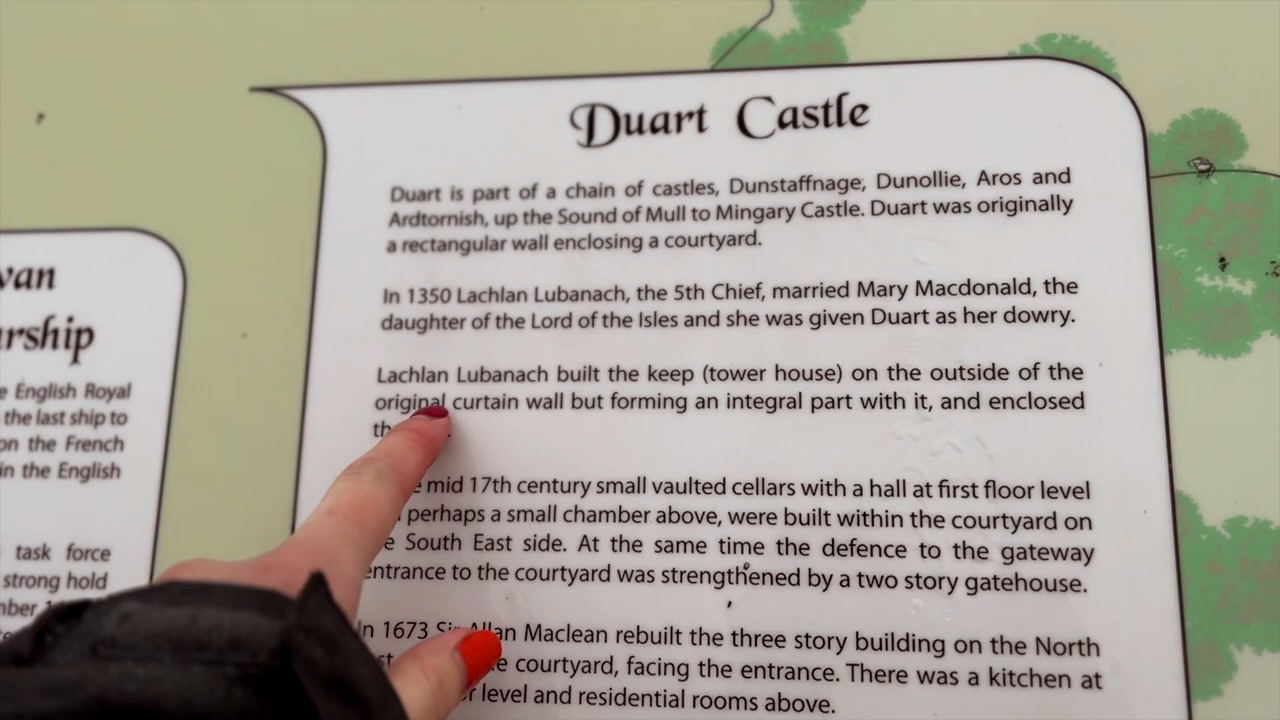 Duart Castle
Duart is part of a chain of castles, Dunstaffnage, Dunollie, Aros and
Ardtornish, up the Sound of Mull to Mingary Castle. Duart was originally
a rectangular wall enclosing a courtyard.
In 1350 Lachlan Lubanach, the 5th Chief, married Mary Macdonald, the
daughter of the Lord of the Isles and she was given Duart as her dowry.
Lachlan Lubanach built the keep (tower house) on the outside of the
original curtain wall but forming an integral part with it, and enclosed
mid 17th century small vaulted cellars with a hall at first floor level
perhaps a small chamber above, were built within the courtyard on
South East side. At the same time the defence to the gateway
entrance to the courtyard was strengthened by a two story gatehouse.
In 1673 Sir Allan Maclean rebuilt the three story building on the North
courtyard, facing the entrance. There was a kitchen at
level and residential rooms above.
English Royal
the last ship to
on the French
in the English
task force
strong hold